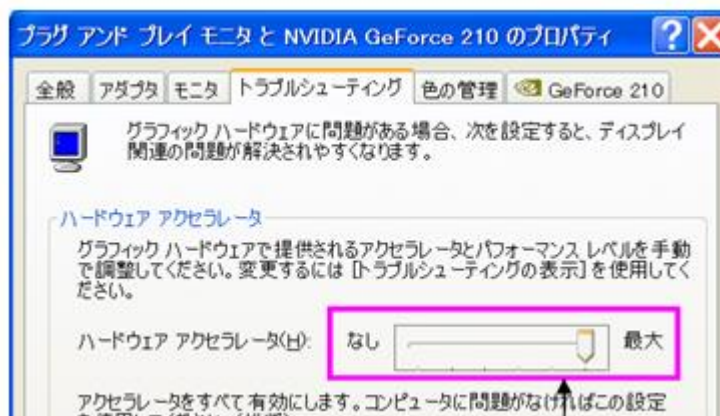 プラグ アンド プレイ モニタ と NVIDIA GeForce 210 のプロパティ
全般 アダプタ モニタ トラブルシューティング 色の管理 GeForce 210
グラフィック ハードウェアに問題がある場合、次を設定すると、ディスプレイ
関連の問題が解決されやすくなります。
ハードウェア アクセラレータ
グラフィック ハードウェアで提供されるアクセラレータとパフォーマンス レベルを手動
で調整してください。変更するには [トラブルシューティングの表示] を使用してく
ださい。
ハードウェア アクセラレータ(H): なし 最大
アクセラレータをすべて有効にします。コンピュータに問題がなければこの設定